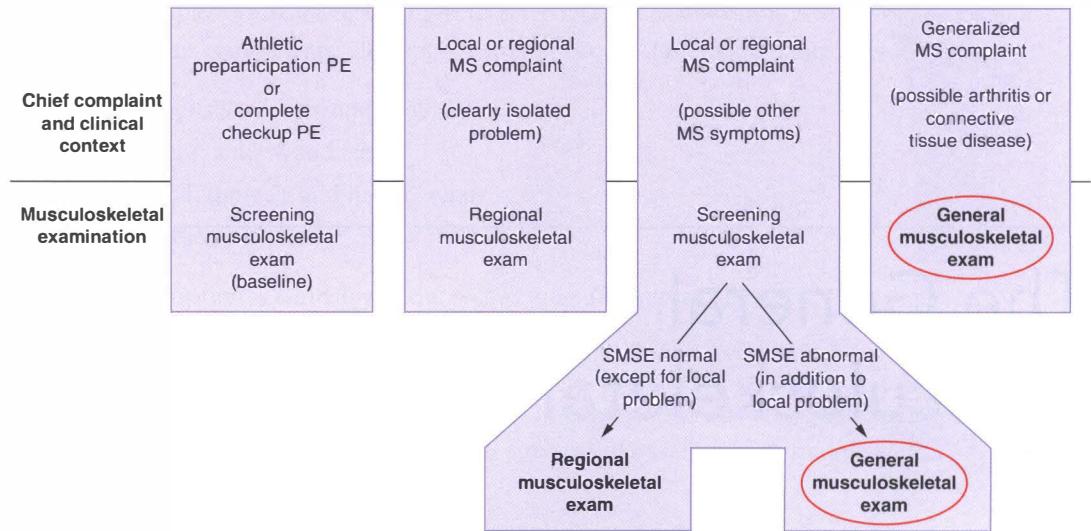 Chief complaint
and clinical
context
Athletic
preparticipation PE
or
complete
checkup PE
Local or regional
MS complaint
(clearly isolated
problem)
Local or regional
MS complaint
(possible other
MS symptoms)
Generalized
MS complaint
(possible arthritis or
connective
tissue disease)
Musculoskeletal
examination
Screening
musculoskeletal
exam
(baseline)
Regional
musculoskeletal
exam
Screening
musculoskeletal
exam
General
musculoskeletal
exam
SMSE normal
(except for local
problem)
SMSE abnormal
(in addition to
local problem)
Regional
musculoskeletal
exam
General
musculoskeletal
exam